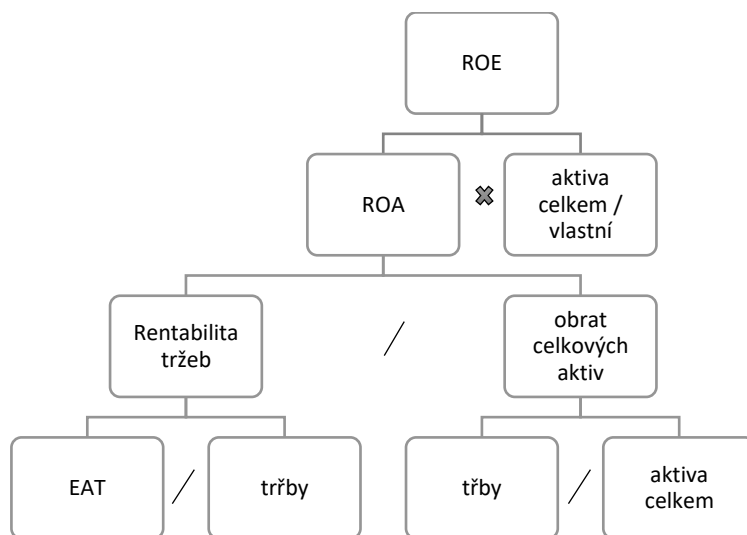 ROE
ROA
aktiva
celkem /
vlastní
Rentabilita
tržeb
/
obrat
celkových
aktiv
EAT
/
trřby
třby
/
aktiva
celkem